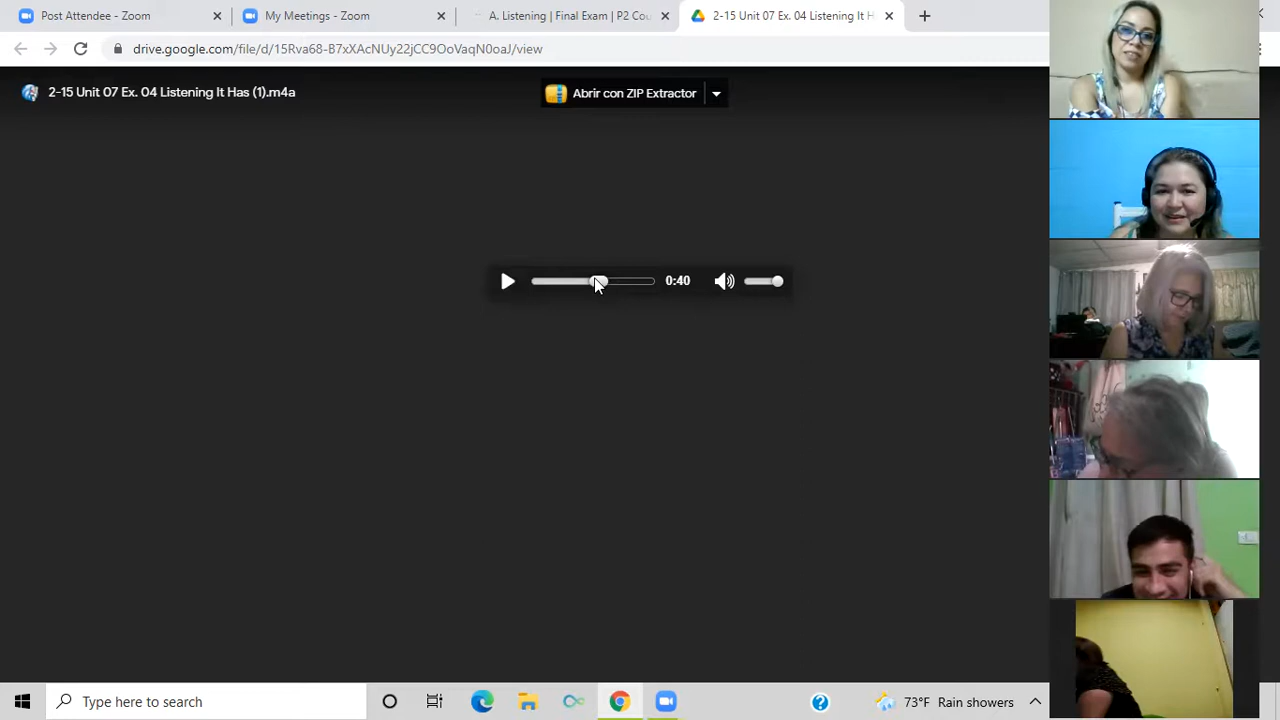 Post Attendee - Zoom
My Meetings - Zoom
A. Listening | Final Exam | P2 Cou
2-15 Unit 07 Ex. 04 Listening It H
drive.google.com/file/d/15Rva68-B7xXAcNUy22jCC9OoVaqN0oaJ/view
2-15 Unit 07 Ex. 04 Listening It Has (1).m4a
Abrir con ZIP Extractor
0:40
Type here to search
73°F Rain showers